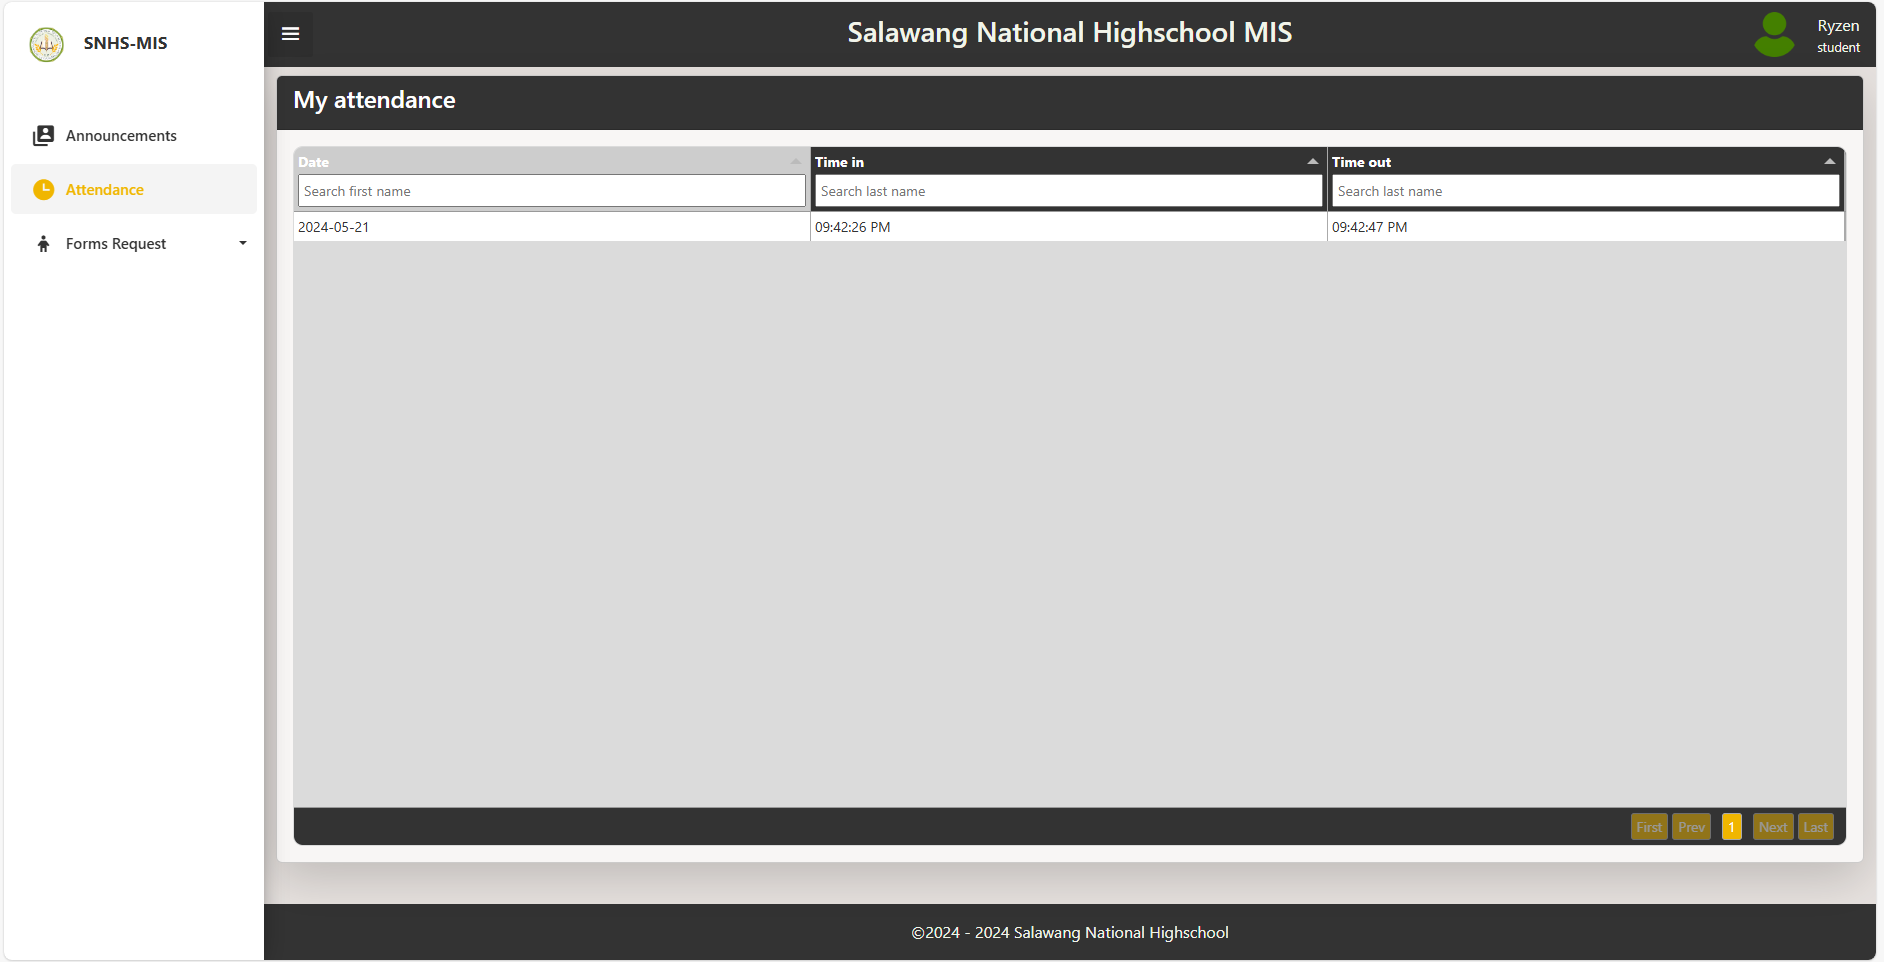 SNHS-MIS
Salawang National Highschool MIS
Ryzen
student
Announcements
Attendance
Forms Request
My attendance
Date
Time in
Time out
Search first name
Search last name
Search last name
2024-05-21
09:42:26 PM
09:42:47 PM
First
Prev
1
Next
Last
©2024 - 2024 Salawang National Highschool